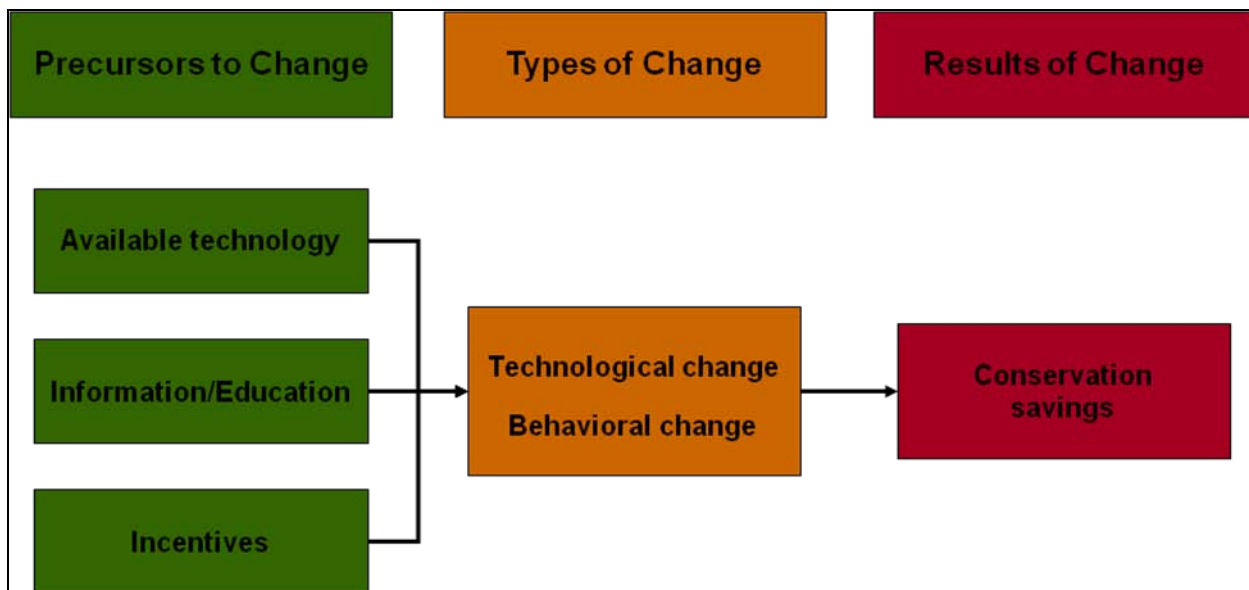 Precursors to Change
Types of Change
Results of Change
Available technology
Information/Education
Incentives
Technological change
Behavioral change
Conservation
savings